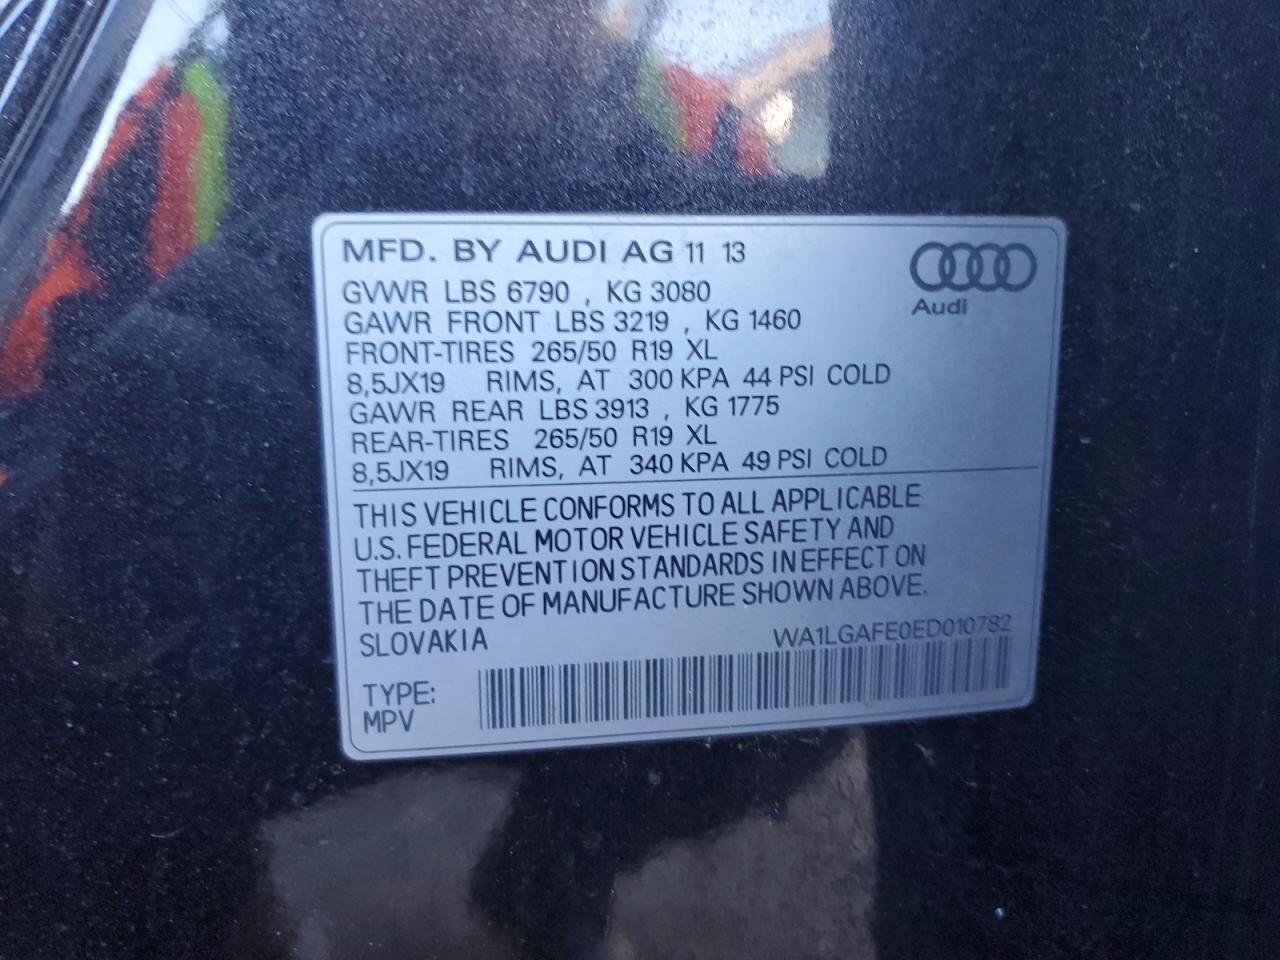 MFD. BY AUDI AG 11 13
Audi
GVWR LBS 6790 , KG 3080
GAWR FRONT LBS 3219 , KG 1460
FRONT-TIRES 265/50 R19 XL
8,5JX19 RIMS, AT 300 KPA 44 PSI COLD
GAWR REAR LBS 3913 , KG 1775
REAR-TIRES 265/50 R19 XL
8,5JX19 RIMS, AT 340 KPA 49 PSI COLD
THIS VEHICLE CONFORMS TO ALL APPLICABLE
U.S. FEDERAL MOTOR VEHICLE SAFETY AND
THEFT PREVENTION STANDARDS IN EFFECT ON
THE DATE OF MANUFACTURE SHOWN ABOVE.
SLOVAKIA WA1LGAFE0ED010782
TYPE:
MPV